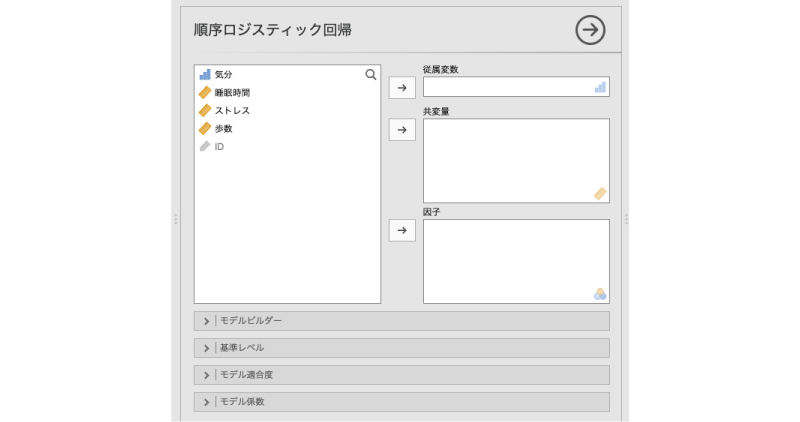 順序ロジスティック回帰
気分
睡眠時間
ストレス
歩数
ID
従属変数
共変量
因子
モデルビルダー
基準レベル
モデル適合度
モデル係数